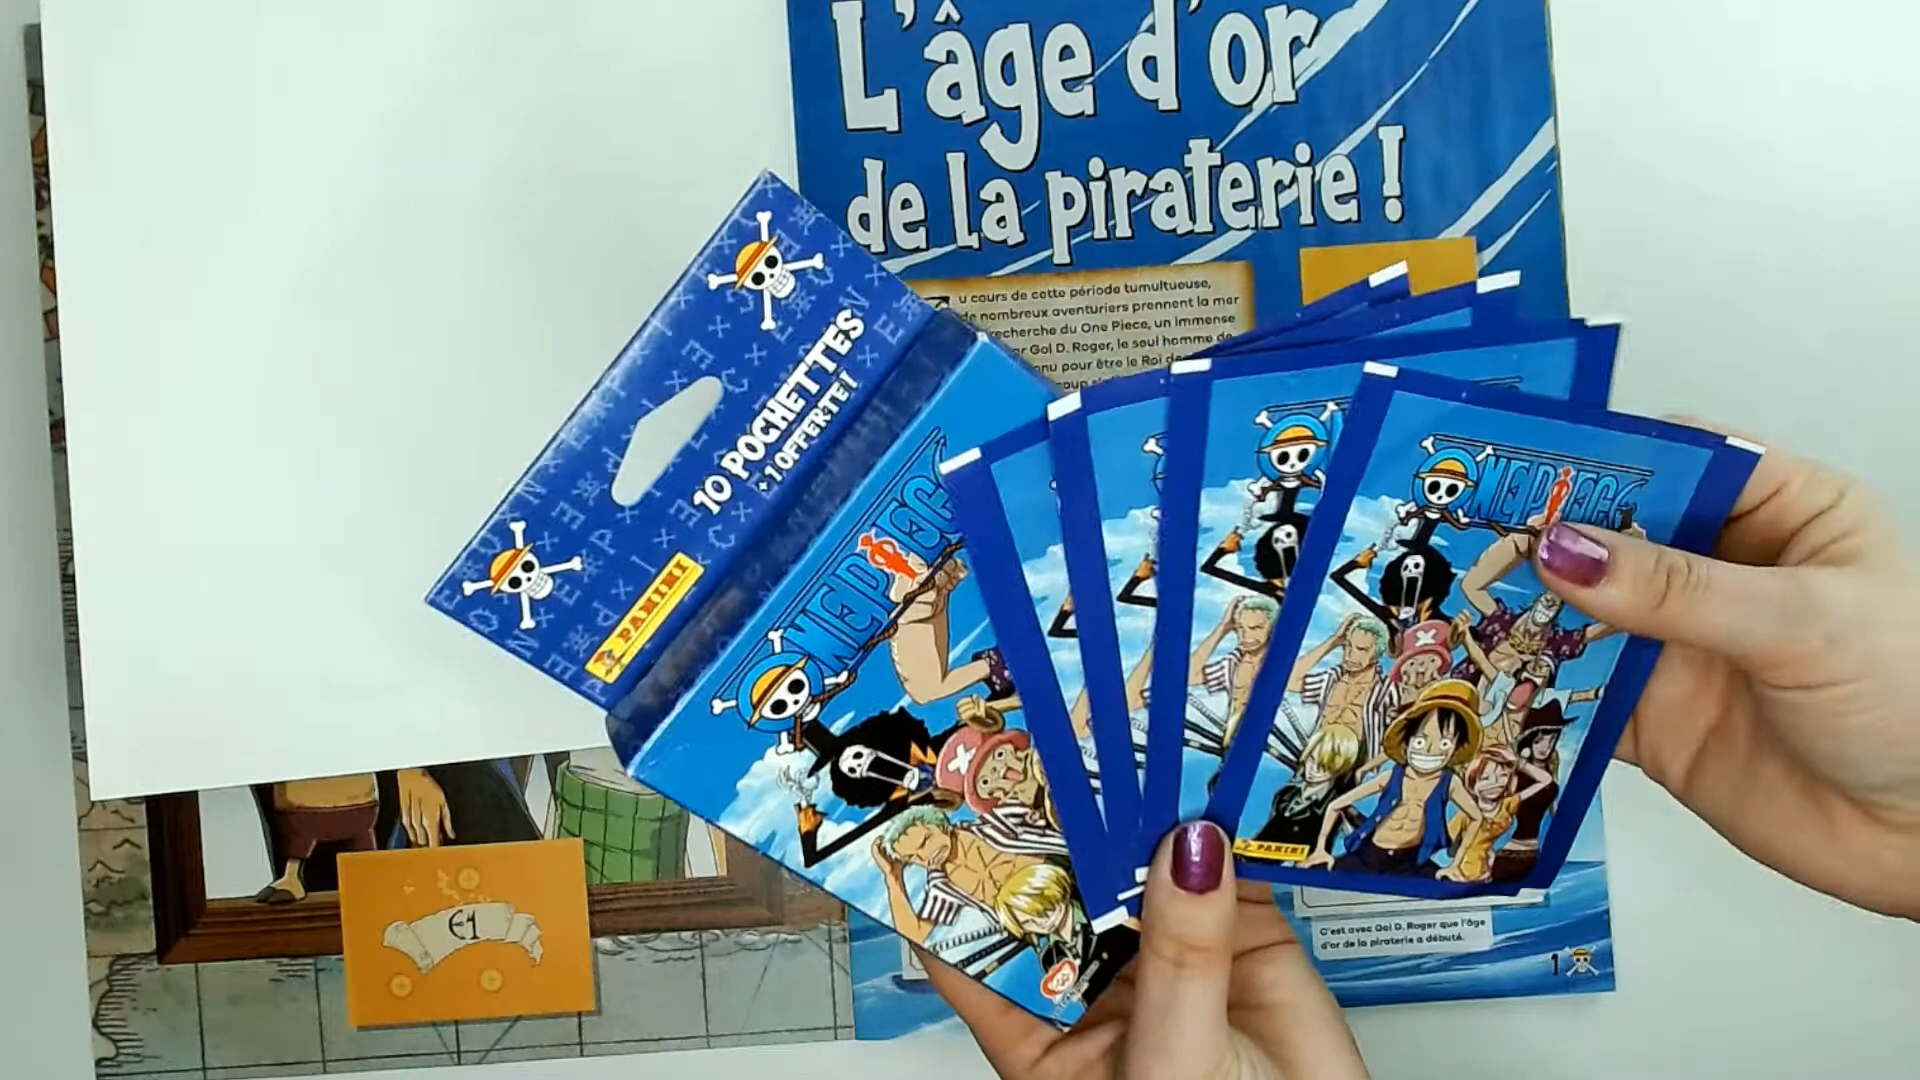 L'âge d'or
de la piraterie !
u cours de cette période tumultueuse,
de nombreux aventuriers prennent la mer
recherche du One Piece, un immense
Gol D. Roger, le seul homme de
pour être le Roi
10 POCHETTES
+ 1 OFFERTE !
PANINI
ONE PIECE
ONE PIECE
PANINI
E1
C'est avec Gol D. Roger que l'âge
d'or de la piraterie a débuté.
1